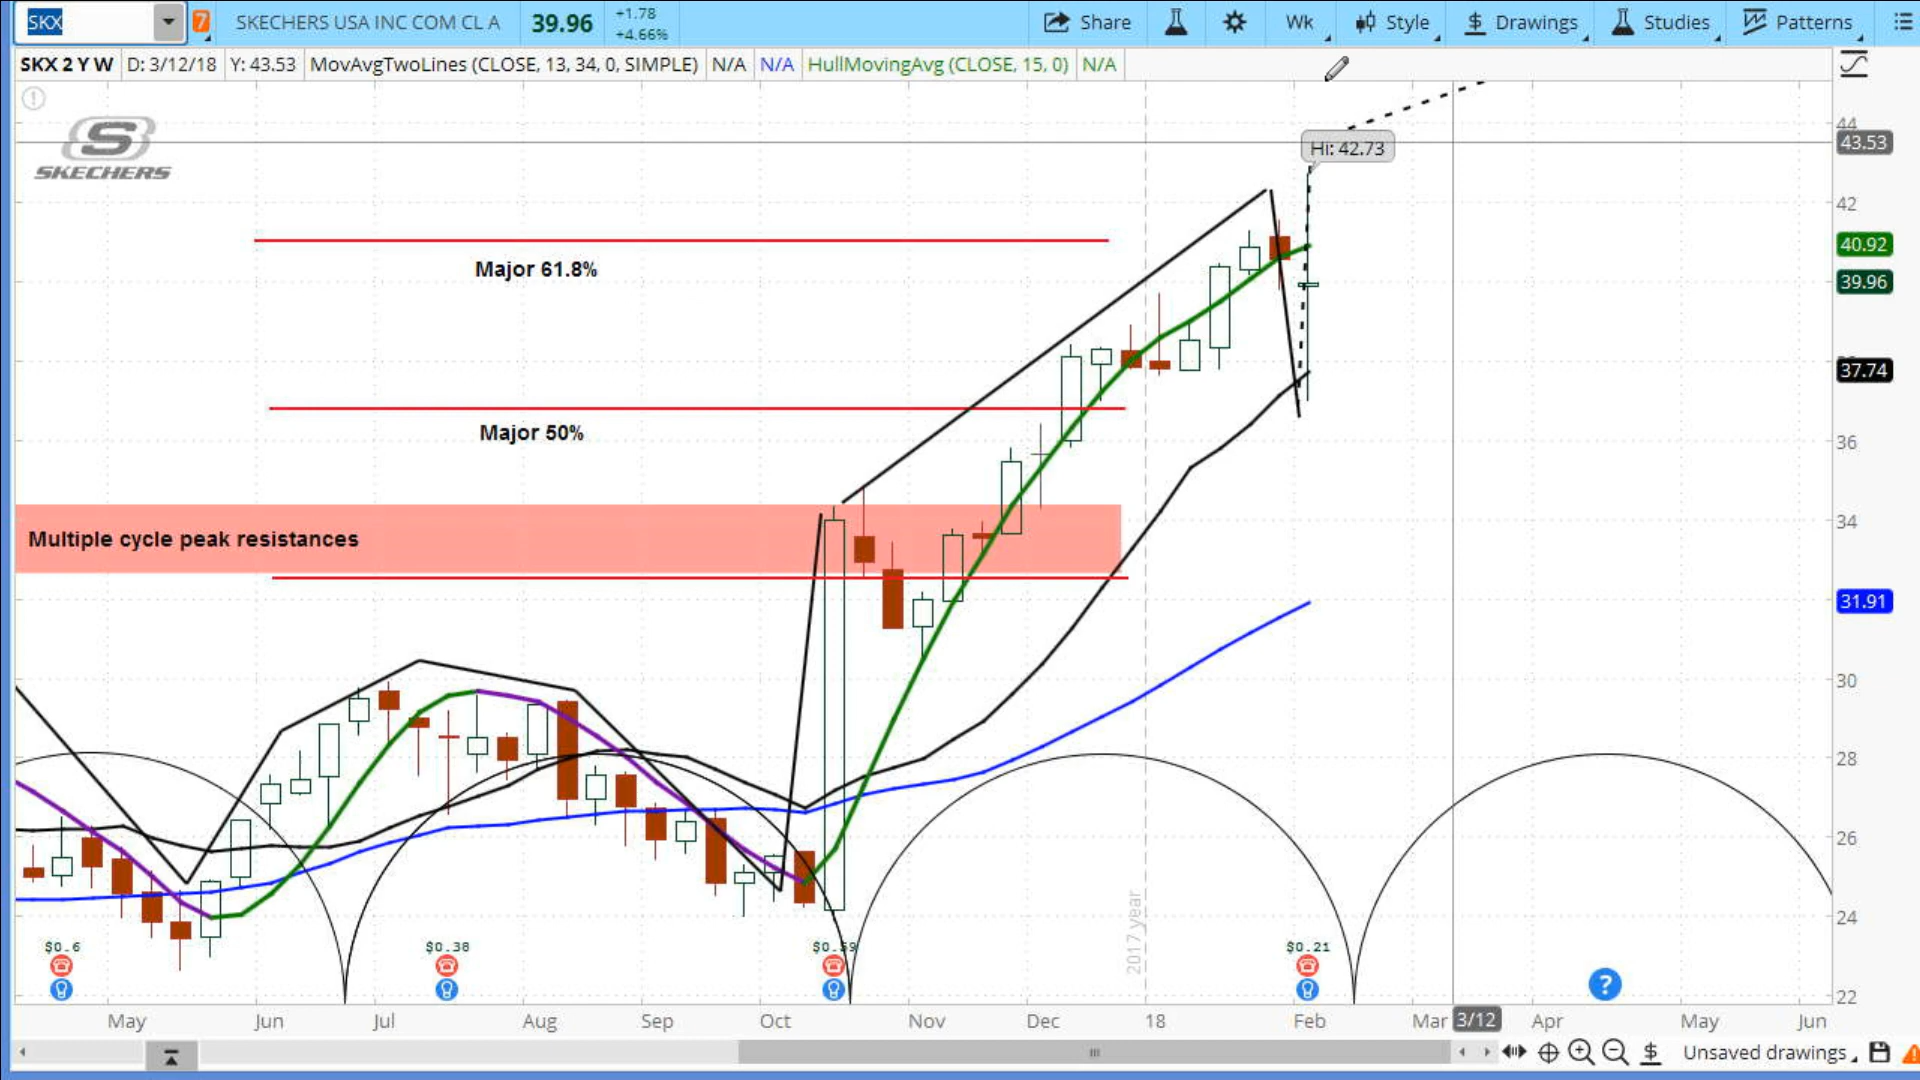 SKX
7
SKECHERS USA INC COM CL A
39.96
+1.78
+4.66%
Share
Wk
Style
$ Drawings
Studies
Patterns
SKX 2 Y W
D: 3/12/18
Y: 43.53
MovAvgTwoLines (CLOSE, 13, 34, 0, SIMPLE)
N/A
N/A
HullMovingAvg (CLOSE, 15, 0)
N/A
SKECHERS
Hi: 42.73
44
43.53
42
40.92
39.96
37.74
36
34
31.91
30
28
26
24
22
Major 61.8%
Major 50%
Multiple cycle peak resistances
2017 year
$0.6
$0.38
$0.59
$0.21
?
May
Jun
Jul
Aug
Sep
Oct
Nov
Dec
18
Feb
Mar
3/12
Apr
May
Jun
$
Unsaved drawings